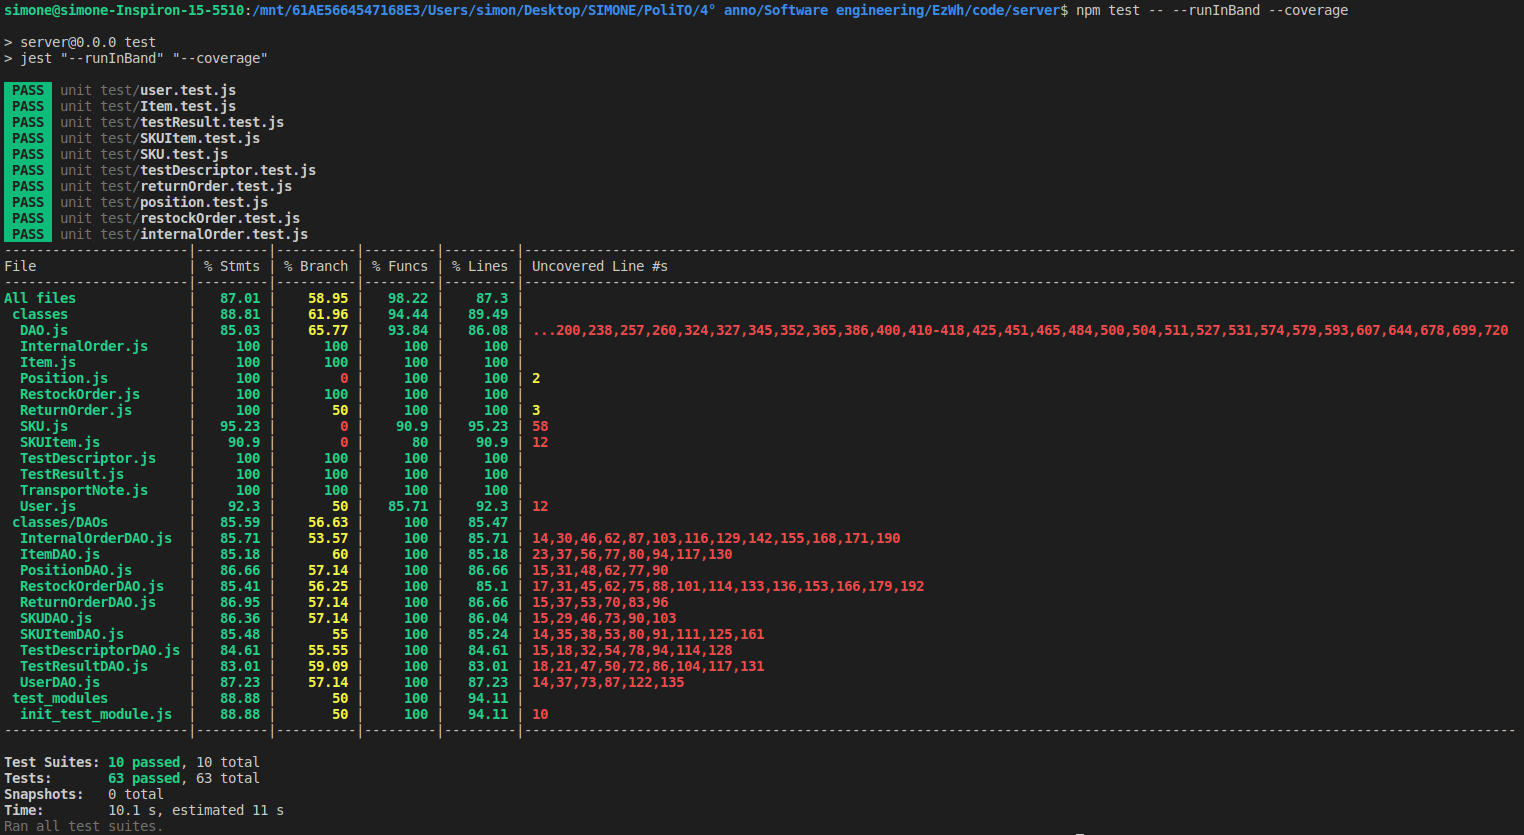 simone@simone-Inspiron-15-5510:/mnt/61AE5664547168E3/Users/simon/Desktop/SIMONE/PoliTO/4° anno/Software engineering/EzWh/code/server$ npm test -- --runInBand --coverage
> server@0.0.0 test
> jest "--runInBand" "--coverage"
PASS unit test/user.test.js
PASS unit test/Item.test.js
PASS unit test/testResult.test.js
PASS unit test/SKUItem.test.js
PASS unit test/SKU.test.js
PASS unit test/testDescriptor.test.js
PASS unit test/returnOrder.test.js
PASS unit test/position.test.js
PASS unit test/restockOrder.test.js
PASS unit test/internalOrder.test.js
-----------------------|---------|----------|---------|---------|----------------------------------------------------------------------------------------------------------------------------
File | % Stmts | % Branch | % Funcs | % Lines | Uncovered Line #s
-----------------------|---------|----------|---------|---------|----------------------------------------------------------------------------------------------------------------------------
All files | 87.01 | 58.95 | 98.22 | 87.3 |
classes | 88.81 | 61.96 | 94.44 | 89.49 |
DAO.js | 85.03 | 65.77 | 93.84 | 86.08 | ...200,238,257,260,324,327,345,352,365,386,400,410-418,425,451,465,484,500,504,511,527,531,574,579,593,607,644,678,699,720
InternalOrder.js | 100 | 100 | 100 | 100 |
Item.js | 100 | 100 | 100 | 100 |
Position.js | 100 | 0 | 100 | 100 | 2
RestockOrder.js | 100 | 100 | 100 | 100 |
ReturnOrder.js | 100 | 50 | 100 | 100 | 3
SKU.js | 95.23 | 0 | 90.9 | 95.23 | 58
SKUItem.js | 90.9 | 0 | 80 | 90.9 | 12
TestDescriptor.js | 100 | 100 | 100 | 100 |
TestResult.js | 100 | 100 | 100 | 100 |
TransportNote.js | 100 | 100 | 100 | 100 |
User.js | 92.3 | 50 | 85.71 | 92.3 | 12
classes/DAOs | 85.59 | 56.63 | 100 | 85.47 |
InternalOrderDAO.js | 85.71 | 53.57 | 100 | 85.71 | 14,30,46,62,87,103,116,129,142,155,168,171,190
ItemDAO.js | 85.18 | 60 | 100 | 85.18 | 23,37,56,77,80,94,117,130
PositionDAO.js | 86.66 | 57.14 | 100 | 86.66 | 15,31,48,62,77,90
RestockOrderDAO.js | 85.41 | 56.25 | 100 | 85.1 | 17,31,45,62,75,88,101,114,133,136,153,166,179,192
ReturnOrderDAO.js | 86.95 | 57.14 | 100 | 86.66 | 15,37,53,70,83,96
SKUDAO.js | 86.36 | 57.14 | 100 | 86.04 | 15,29,46,73,90,103
SKUItemDAO.js | 85.48 | 55 | 100 | 85.24 | 14,35,38,53,80,91,111,125,161
TestDescriptorDAO.js | 84.61 | 55.55 | 100 | 84.61 | 15,18,32,54,78,94,114,128
TestResultDAO.js | 83.01 | 59.09 | 100 | 83.01 | 18,21,47,50,72,86,104,117,131
UserDAO.js | 87.23 | 57.14 | 100 | 87.23 | 14,37,73,87,122,135
test_modules | 88.88 | 50 | 100 | 94.11 |
init_test_module.js | 88.88 | 50 | 100 | 94.11 | 10
-----------------------|---------|----------|---------|---------|----------------------------------------------------------------------------------------------------------------------------
Test Suites: 10 passed, 10 total
Tests: 63 passed, 63 total
Snapshots: 0 total
Time: 10.1 s, estimated 11 s
Ran all test suites.